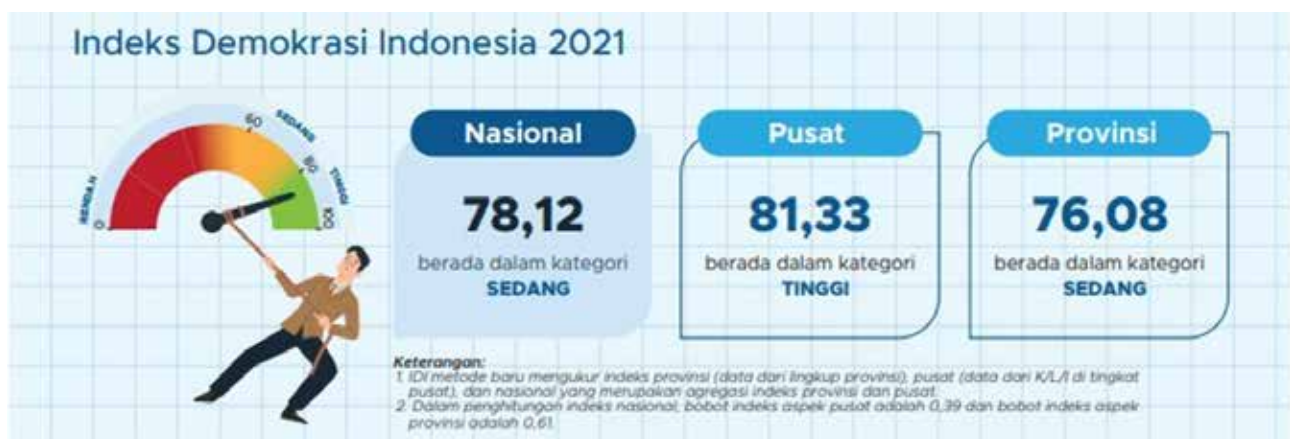 Indeks Demokrasi Indonesia 2021
RENDAH
0
60
SEDANG
80
TINGGI
100
Nasional
78,12
berada dalam kategori
SEDANG
Pusat
81,33
berada dalam kategori
TINGGI
Provinsi
76,08
berada dalam kategori
SEDANG
Keterangan:
1. IDI metode baru mengukur indeks provinsi (data dari lingkup provinsi), pusat (data dari K/L/I di tingkat
pusat), dan nasional yang merupakan agregasi indeks provinsi dan pusat.
2. Dalam penghitungan indeks nasional, bobot indeks aspek pusat adalah 0,39 dan bobot indeks aspek
provinsi adalah 0,61.